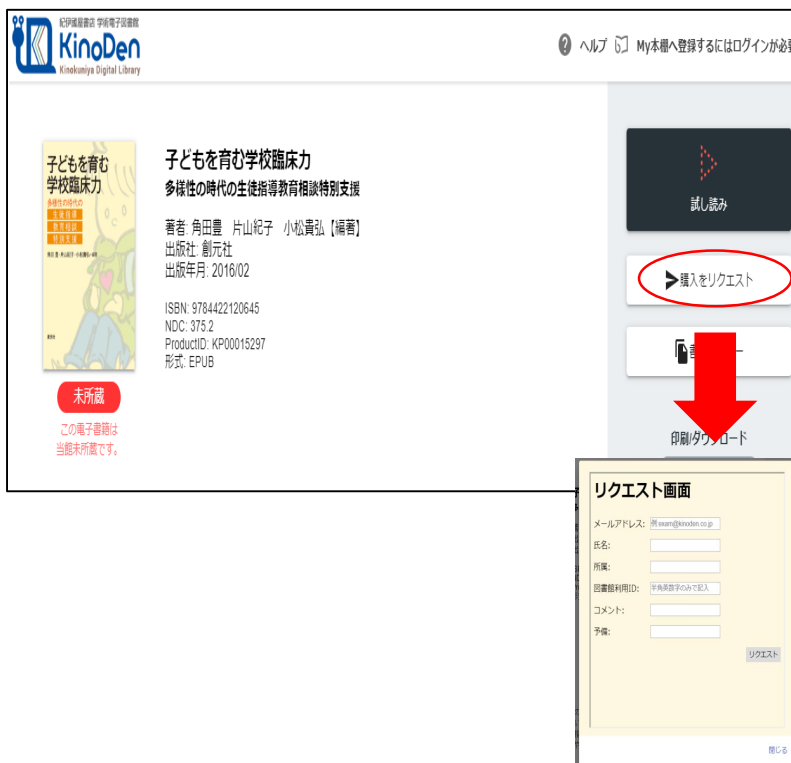 紀伊國屋書店 学術電子図書館
KinoDen
Kinokuniya Digital Library
ヘルプ My本棚へ登録するにはログインが必要
子どもを育む
学校臨床力
多様性の時代の
生徒指導
教育相談
特別支援
創元社
未所蔵
この電子書籍は
当館未所蔵です。
子どもを育む学校臨床力
多様性の時代の生徒指導教育相談特別支援
著者: 角田豊 片山紀子 小松貴弘【編著】
出版社: 創元社
出版年月: 2016/02
ISBN: 9784422120645
NDC: 375.2
ProductID: KP00015297
形式: EPUB
試し読み
購入をリクエスト
書
ー
印刷/ダウンロード
リクエスト画面
メールアドレス: 例 exam@kinoden.co.jp
氏名:
所属:
図書館利用ID: 半角英数字のみで記入
コメント:
予備:
リクエスト
閉じる